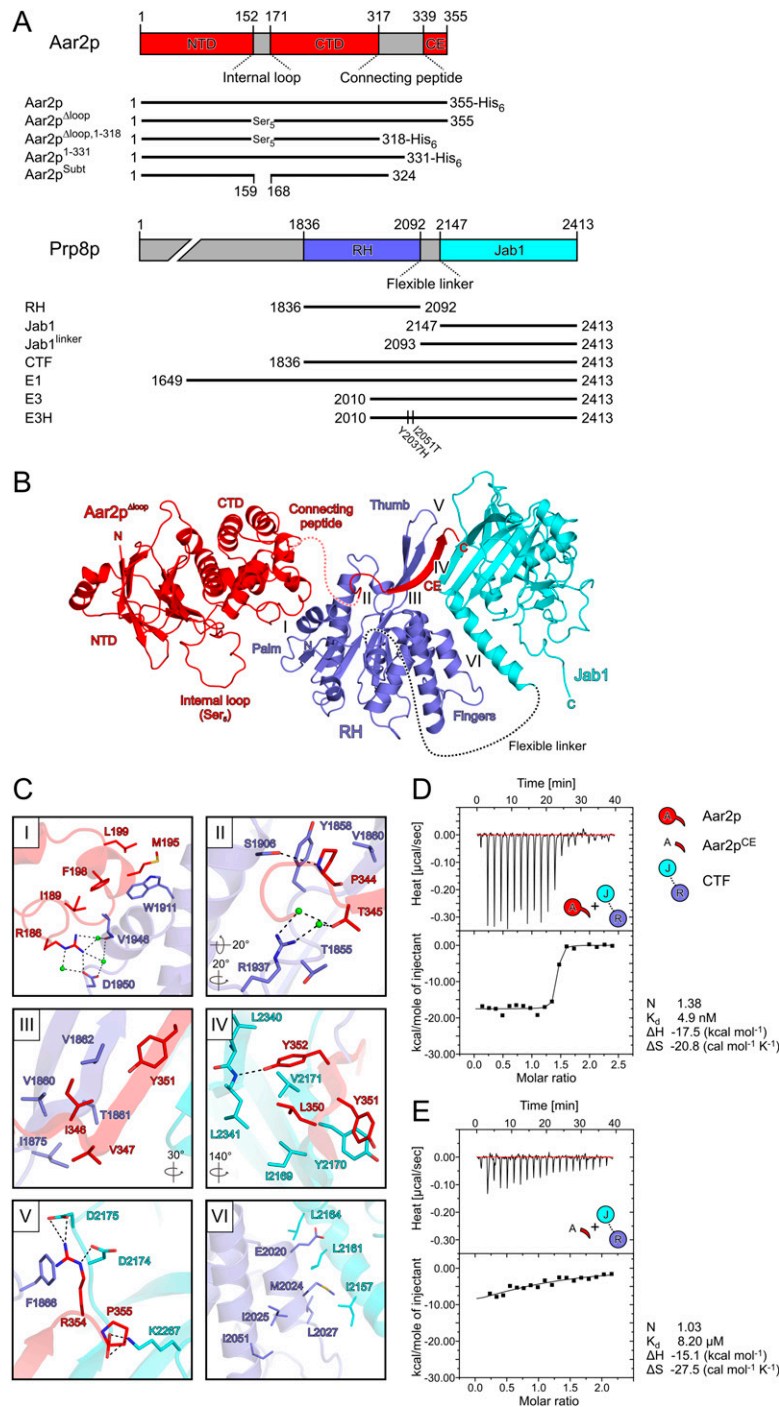 A
1 152 171 317 339 355
Aar2p NTD CTD CE
Internal loop Connecting peptide
Aar2p 1 355-His6
Aar2pΔloop 1 Ser5 355
Aar2pΔloop,1-318 1 Ser5 318-His6
Aar2p1-331 1 331-His6
Aar2pSubt 1 324
159 168
1 1836 2092 2147 2413
Prp8p RH Jab1
Flexible linker
RH 1836 2092
Jab1 2147 2413
Jab1linker 2093 2413
CTF 1836 2413
E1 1649 2413
E3 2010 2413
E3H 2010 2413
Y2037H I2051T
B
Aar2pΔloop
CTD
Connecting peptide
Thumb
V
N
C
IV
CE
II
III
I
NTD
Palm
N
VI
Jab1
Internal loop
(Ser5)
RH
Fingers
C
Flexible linker
C
I
L199
M195
F198
I189
W1911
R186
V1946
D1950
II
Y1858
S1906
V1860
P344
T345
20°
20°
T1855
R1937
III
V1862
V1860
Y351
I346
T1861
I1875
V347
30°
IV
L2340
Y352
V2171
Y351
L350
L2341
Y2170
I2169
140°
V
D2175
D2174
F1866
P355
R354
K2267
VI
L2164
E2020
L2161
M2024
I2157
I2025
I2051
L2027
D
Time [min]
0 10 20 30 40
Heat [µcal/sec]
0.00
-0.10
-0.20
-0.30
A + J R
kcal/mole of injectant
0.00
-10.00
-20.00
-30.00
0.0 0.5 1.0 1.5 2.0 2.5
Molar ratio
A Aar2p
A Aar2pCE
J R CTF
N 1.38
Kd 4.9 nM
ΔH -17.5 (kcal mol-1)
ΔS -20.8 (cal mol-1 K-1)
E
Time [min]
0 10 20 30 40
Heat [µcal/sec]
0.00
-0.10
-0.20
-0.30
A + J R
kcal/mole of injectant
0.00
-10.00
-20.00
-30.00
0.0 0.5 1.0 1.5 2.0
Molar ratio
N 1.03
Kd 8.20 µM
ΔH -15.1 (kcal mol-1)
ΔS -27.5 (cal mol-1 K-1)